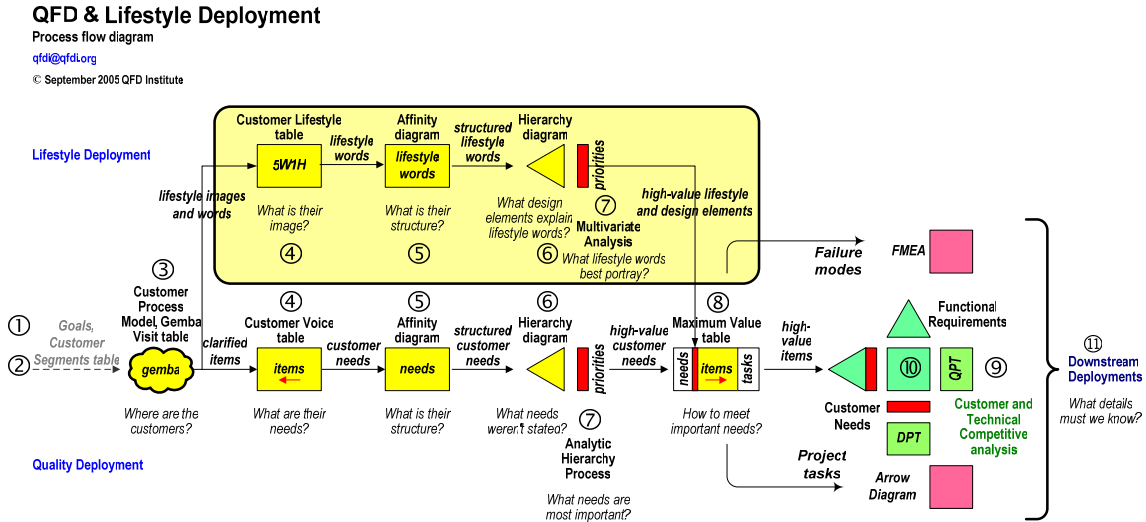 QFD & Lifestyle Deployment
Process flow diagram
qfdi@qfdi.org
© September 2005 QFD Institute
Lifestyle Deployment
Customer Lifestyle
table
5W1H
What is their
image?
④
lifestyle
words
Affinity
diagram
lifestyle
words
What is their
structure?
⑤
structured
lifestyle
words
Hierarchy
diagram
What design
elements explain
lifestyle words?
⑥
priorities
⑦
Multivariate
Analysis
What lifestyle words
best portray?
high-value lifestyle
and design elements
lifestyle images
and words
①
②
Goals,
Customer
Segments table
③
Customer
Process
Model, Gemba
Visit table
gemba
Where are the
customers?
clarified
items
④
Customer Voice
table
items
What are their
needs?
customer
needs
⑤
Affinity
diagram
needs
What is their
structure?
structured
customer
needs
⑥
Hierarchy
diagram
What needs
weren't stated?
priorities
⑦
Analytic
Hierarchy
Process
What needs are
most important?
high-value
customer
needs
⑧
Maximum Value
table
needs
items
tasks
How to meet
important needs?
high-
value
items
Failure
modes
FMEA
Functional
Requirements
⑩
QPT
⑨
Customer
Needs
DPT
Customer and
Technical
Competitive
analysis
Project
tasks
Arrow
Diagram
⑪
Downstream
Deployments
What details
must we know?
Quality Deployment